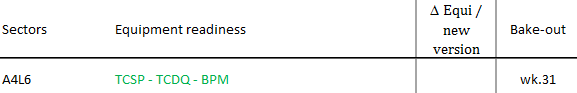 Sectors Equipment readiness Δ Equi / new version Bake-out
A4L6 TCSP - TCDQ - BPM wk.31